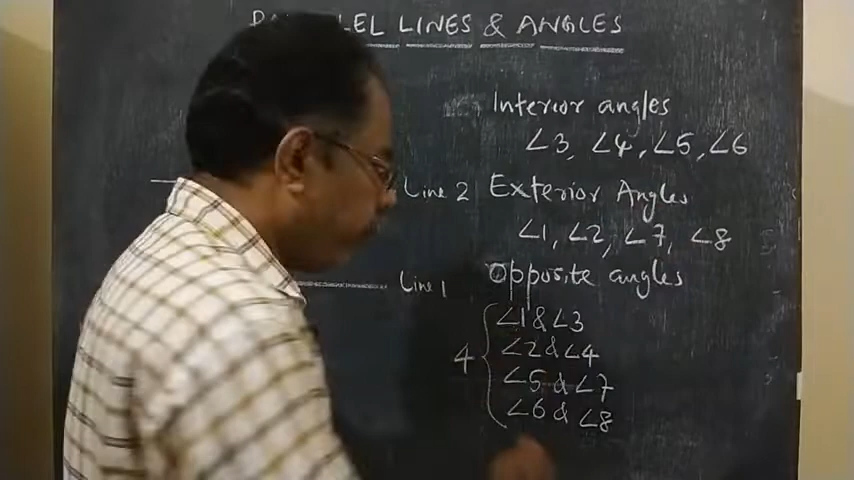 LINES & ANGLES
Interior angles
∠3, ∠4, ∠5, ∠6
Line 2
Exterior Angles
∠1, ∠2, ∠7, ∠8
Line 1
Opposite angles
∠1 & ∠3
∠2 & ∠4
4
∠5 & ∠7
∠6 & ∠8